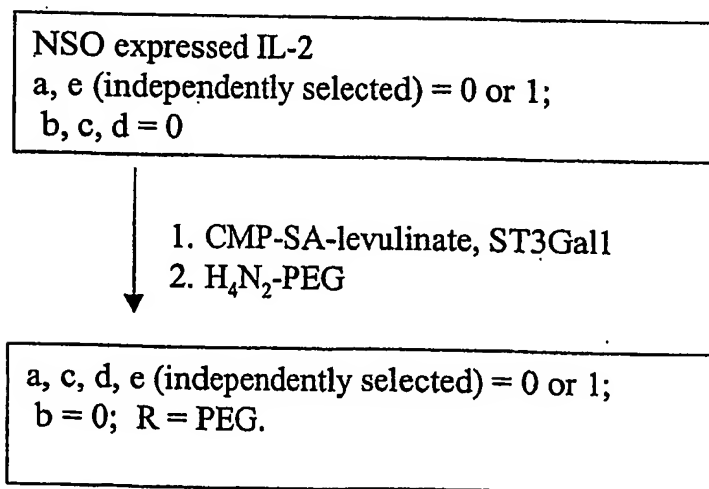 NSO expressed IL-2
a, e (independently selected) = 0 or 1;
b, c, d = 0
1. CMP-SA-levulinate, ST3Gal1
2. H₄N₂-PEG
a, c, d, e (independently selected) = 0 or 1;
b = 0; R = PEG.